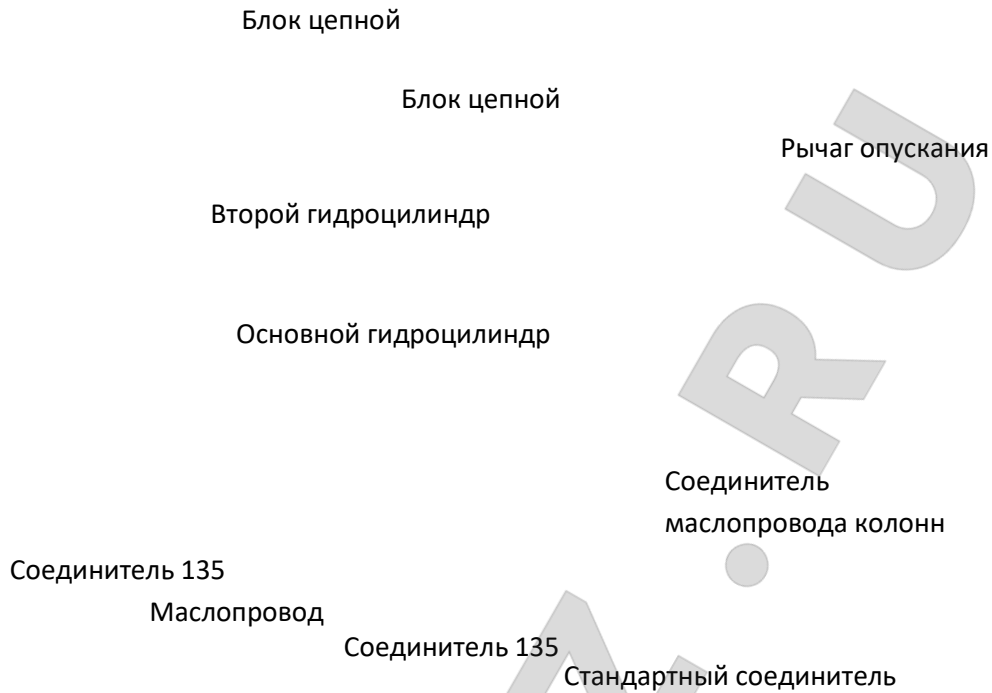 Блок цепной
Блок цепной
Рычаг опускания
Второй гидроцилиндр
Основной гидроцилиндр
Соединитель
маслопровода колонн
Соединитель 135
Маслопровод
Соединитель 135
Стандартный соединитель
Z.RU